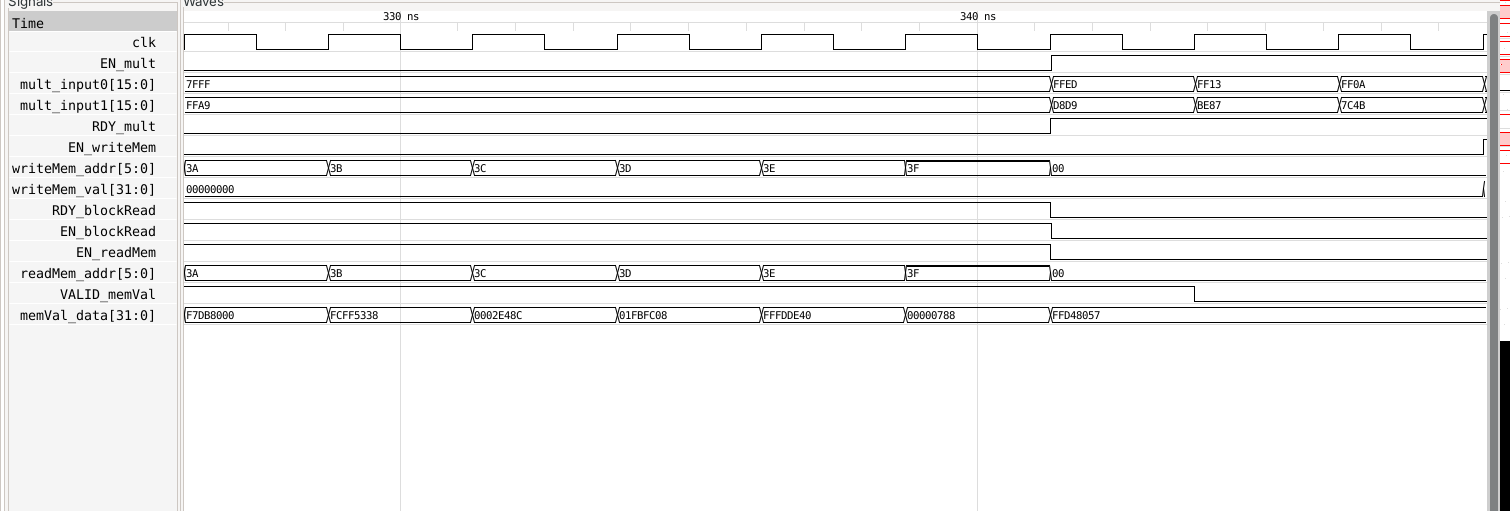 Signals Waves
Time 330 ns 340 ns
clk
EN_mult
mult_input0[15:0] 7FFF FFED FF13 FF0A
mult_input1[15:0] FFA9 D8D9 BE87 7C4B
RDY_mult
EN_writeMem
writeMem_addr[5:0] 3A 3B 3C 3D 3E 3F 00
writeMem_val[31:0] 00000000
RDY_blockRead
EN_blockRead
EN_readMem
readMem_addr[5:0] 3A 3B 3C 3D 3E 3F 00
VALID_memVal
memVal_data[31:0] F7DB8000 FCFF5338 0002E48C 01FBFC08 FFFDDE40 00000788 FFD48057